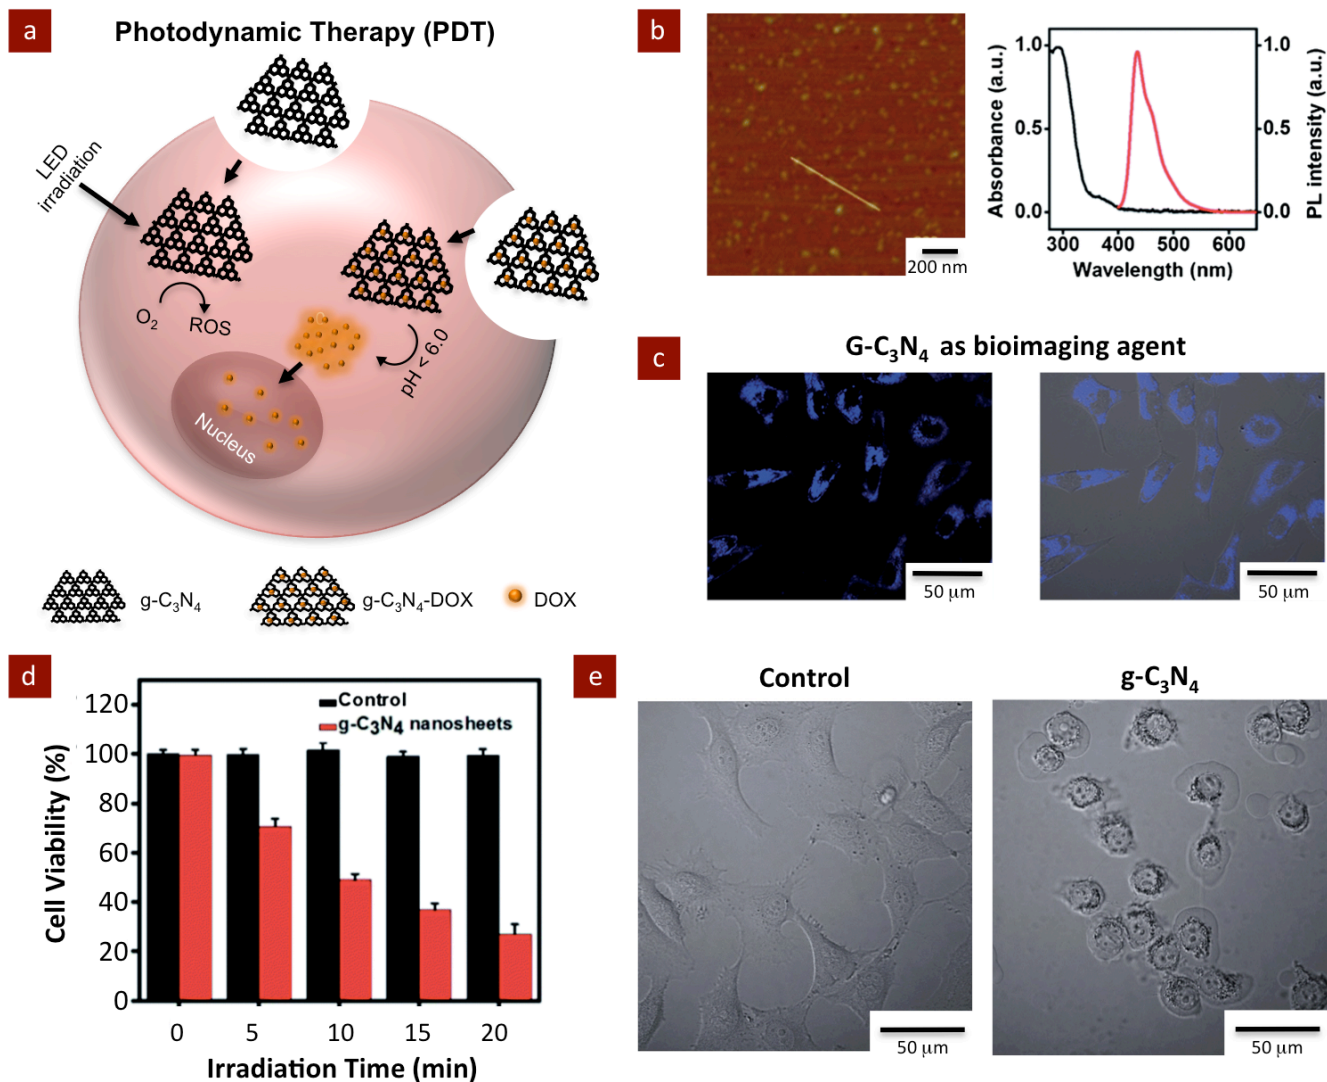 a
Photodynamic Therapy (PDT)
LED
irradiation
O₂
ROS
pH < 6.0
Nucleus
g-C₃N₄
g-C₃N₄-DOX
DOX
b
200 nm
Absorbance (a.u.)
1.0
0.5
0.0
300
400
500
600
Wavelength (nm)
1.0
0.5
0.0
PL intensity (a.u.)
c
G-C₃N₄ as bioimaging agent
50 μm
50 μm
d
Control
g-C₃N₄ nanosheets
Cell Viability (%)
120
100
80
60
40
20
0
0
5
10
15
20
Irradiation Time (min)
e
Control
g-C₃N₄
50 μm
50 μm